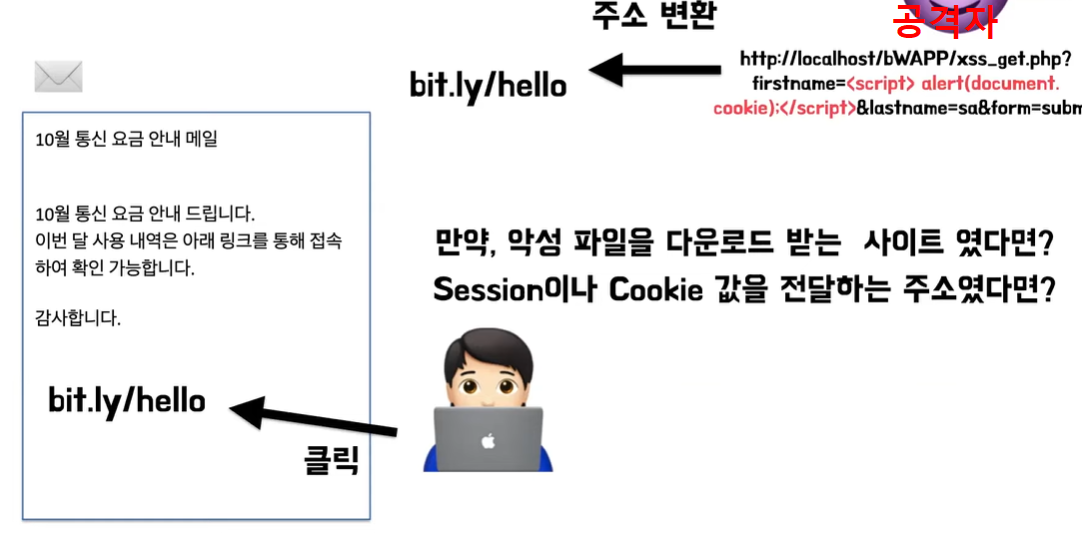 주소 변환
공격자
http://localhost/bWAPP/xss_get.php?
firstname=<script> alert(document.
cookie);</script>&lastname=sa&form=subm
bit.ly/hello
10월 통신 요금 안내 메일
10월 통신 요금 안내 드립니다.
이번 달 사용 내역은 아래 링크를 통해 접속
하여 확인 가능합니다.
감사합니다.
bit.ly/hello
클릭
만약, 악성 파일을 다운로드 받는 사이트 였다면?
Session이나 Cookie 값을 전달하는 주소였다면?